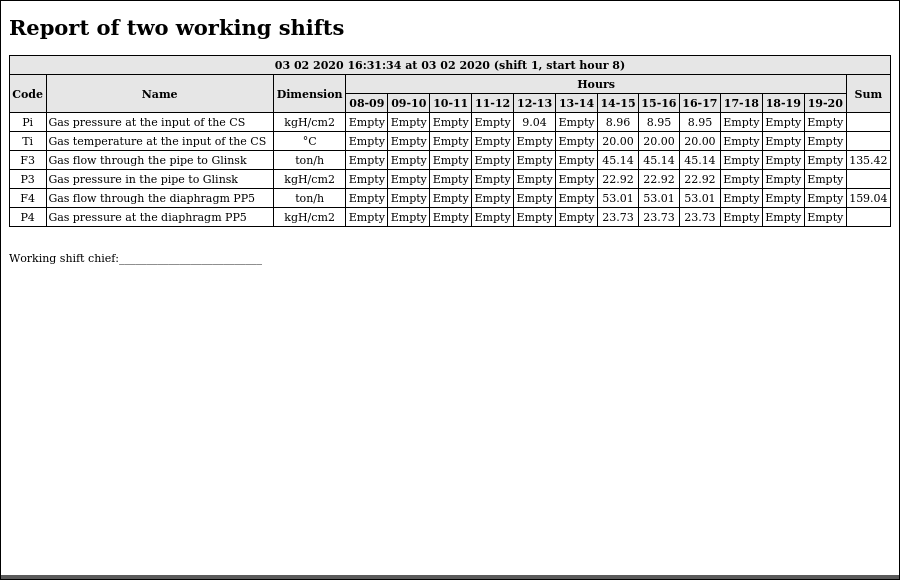 Report of two working shifts
03 02 2020 16:31:34 at 03 02 2020 (shift 1, start hour 8)
Code Name Dimension Hours Sum
08-09 09-10 10-11 11-12 12-13 13-14 14-15 15-16 16-17 17-18 18-19 19-20
Pi Gas pressure at the input of the CS kgH/cm2 Empty Empty Empty Empty 9.04 Empty 8.96 8.95 8.95 Empty Empty Empty
Ti Gas temperature at the input of the CS °C Empty Empty Empty Empty Empty Empty 20.00 20.00 20.00 Empty Empty Empty
F3 Gas flow through the pipe to Glinsk ton/h Empty Empty Empty Empty Empty Empty 45.14 45.14 45.14 Empty Empty Empty 135.42
P3 Gas pressure in the pipe to Glinsk kgH/cm2 Empty Empty Empty Empty Empty Empty 22.92 22.92 22.92 Empty Empty Empty
F4 Gas flow through the diaphragm PP5 ton/h Empty Empty Empty Empty Empty Empty 53.01 53.01 53.01 Empty Empty Empty 159.04
P4 Gas pressure at the diaphragm PP5 kgH/cm2 Empty Empty Empty Empty Empty Empty 23.73 23.73 23.73 Empty Empty Empty
Working shift chief:__________________________